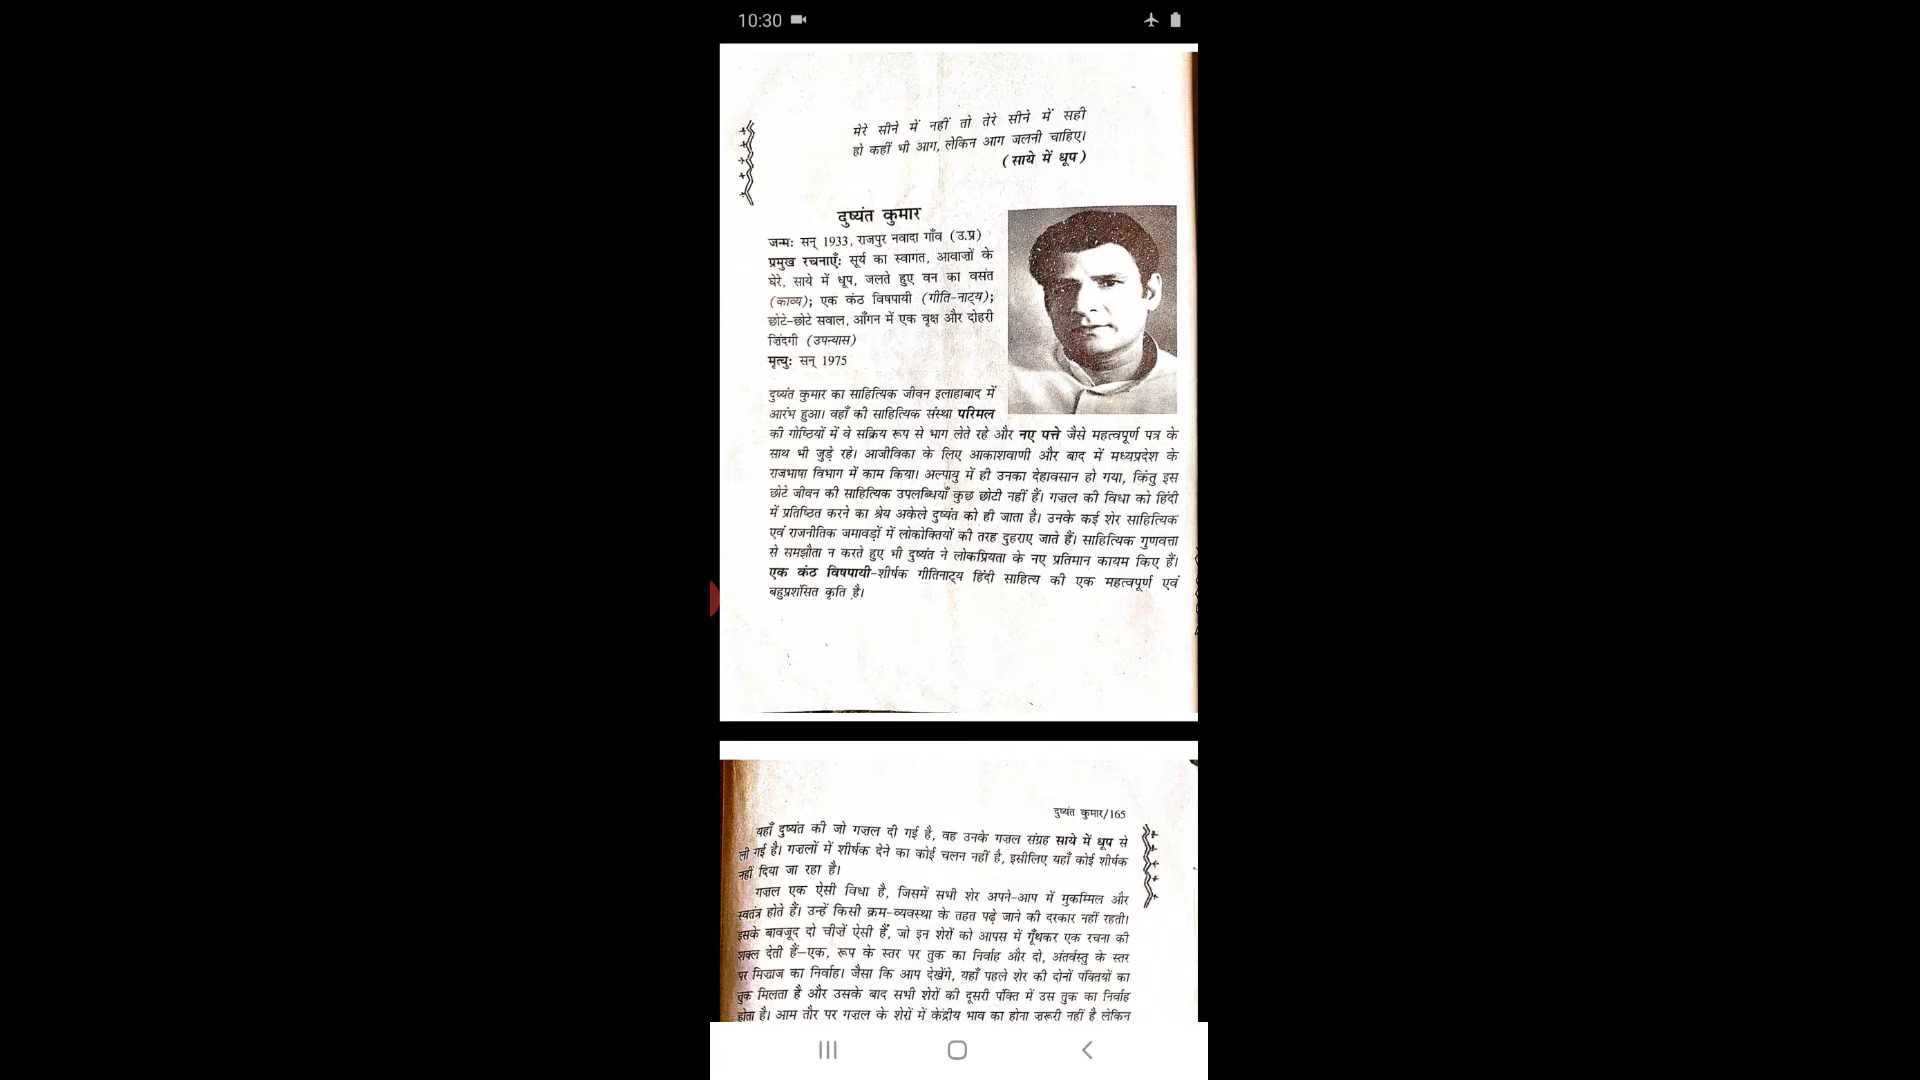 10:30
मेरे सीने में नहीं तो तेरे सीने में सही
हो कहीं भी आग, लेकिन आग जलनी चाहिए।
(साये में धूप)
दुष्यंत कुमार
जन्म: सन् 1933, राजपुर नवादा गाँव (उ.प्र)
प्रमुख रचनाएँ: सूर्य का स्वागत, आवाज़ों के
घेरे, साये में धूप, जलते हुए वन का वसंत
(काव्य); एक कंठ विषपायी (गीति-नाट्य);
छोटे-छोटे सवाल, आँगन में एक वृक्ष और दोहरी
ज़िंदगी (उपन्यास)
मृत्यु: सन् 1975
दुष्यंत कुमार का साहित्यिक जीवन इलाहाबाद में
आरंभ हुआ। वहाँ की साहित्यिक संस्था परिमल
की गोष्ठियों में वे सक्रिय रूप से भाग लेते रहे और नए पत्ते जैसे महत्वपूर्ण पत्र के
साथ भी जुड़े रहे। आजीविका के लिए आकाशवाणी और बाद में मध्यप्रदेश के
राजभाषा विभाग में काम किया। अल्पायु में ही उनका देहावसान हो गया, किंतु इस
छोटे जीवन की साहित्यिक उपलब्धियाँ कुछ छोटी नहीं हैं। गज़ल की विधा को हिंदी
में प्रतिष्ठित करने का श्रेय अकेले दुष्यंत को ही जाता है। उनके कई शेर साहित्यिक
एवं राजनीतिक जमावड़ों में लोकोक्तियों की तरह दुहराए जाते हैं। साहित्यिक गुणवत्ता
से समझौता न करते हुए भी दुष्यंत ने लोकप्रियता के नए प्रतिमान कायम किए हैं।
एक कंठ विषपायी-शीर्षक गीतिनाट्य हिंदी साहित्य की एक महत्वपूर्ण एवं
बहुप्रशंसित कृति है।
दुष्यंत कुमार/165
यहाँ दुष्यंत की जो गज़ल दी गई है, वह उनके गज़ल संग्रह साये में धूप से
ली गई है। गज़लों में शीर्षक देने का कोई चलन नहीं है, इसीलिए यहाँ कोई शीर्षक
नहीं दिया जा रहा है।
गज़ल एक ऐसी विधा है, जिसमें सभी शेर अपने-आप में मुकम्मिल और
स्वतंत्र होते हैं। उन्हें किसी क्रम-व्यवस्था के तहत पढ़े जाने की दरकार नहीं रहती।
इसके बावजूद दो चीज़ें ऐसी हैं, जो इन शेरों को आपस में गूँथकर एक रचना की
शक्ल देती हैं-एक, रूप के स्तर पर तुक का निर्वाह और दो, अंतर्वस्तु के स्तर
पर मिज़ाज का निर्वाह। जैसा कि आप देखेंगे, यहाँ पहले शेर की दोनों पंक्तियों का
तुक मिलता है और उसके बाद सभी शेरों की दूसरी पंक्ति में उस तुक का निर्वाह
होता है। आम तौर पर गज़ल के शेरों में केंद्रीय भाव का होना ज़रूरी नहीं है लेकिन